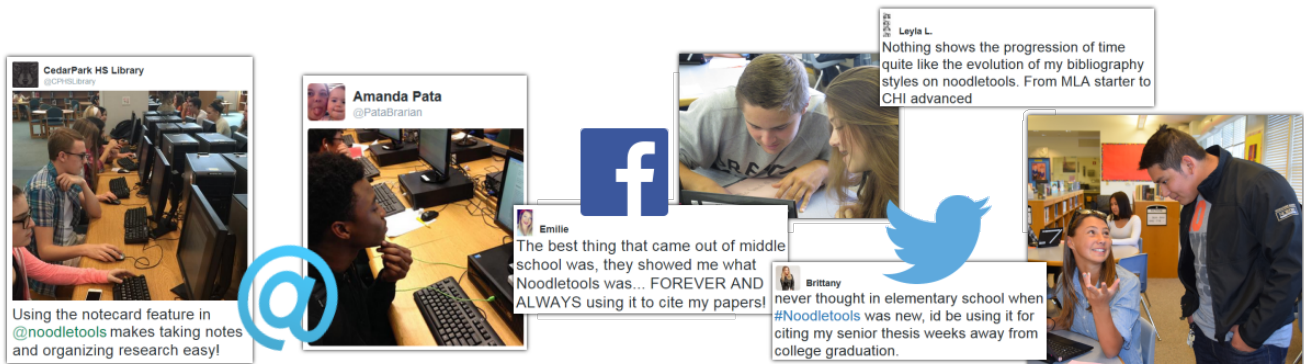 CedarPark HS Library
@CPHSLibrary
Using the notecard feature in
@noodletools makes taking notes
and organizing research easy!
@
Amanda Pata
@PataBrarian
f
Emilie
The best thing that came out of middle
school was, they showed me what
Noodletools was... FOREVER AND
ALWAYS using it to cite my papers!
Leyla L.
Nothing shows the progression of time
quite like the evolution of my bibliography
styles on noodletools. From MLA starter to
CHI advanced
Brittany
never thought in elementary school when
#Noodletools was new, id be using it for
citing my senior thesis weeks away from
college graduation.